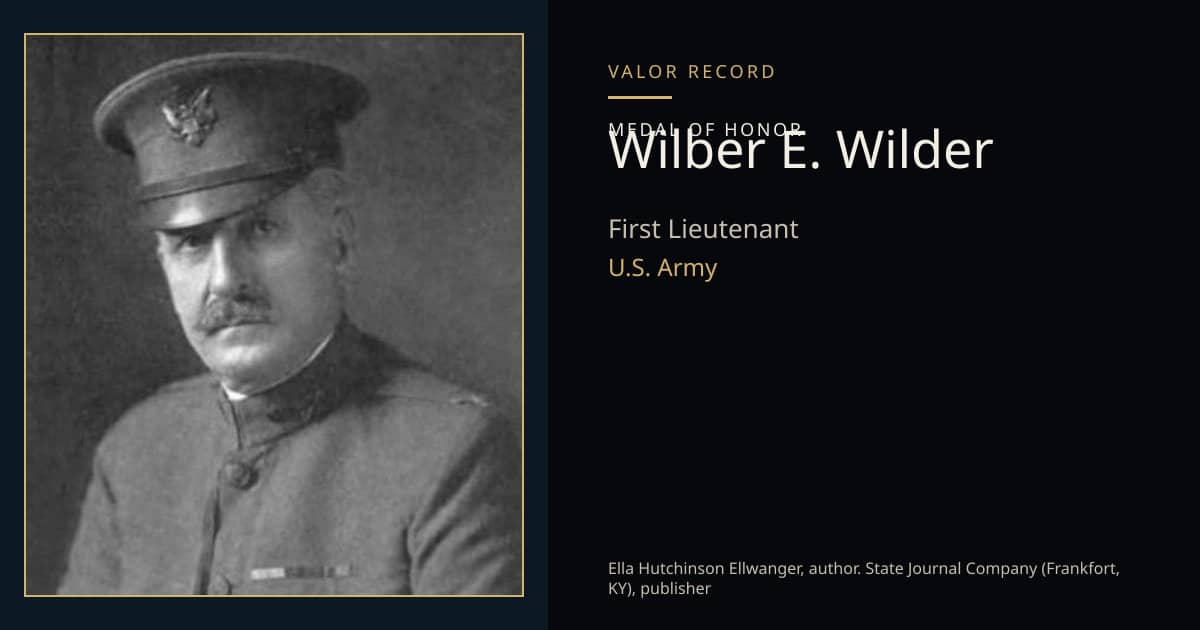 VALOR RECORD
MEDAL OF HONOR
Wilber E. Wilder
First Lieutenant
U.S. Army
Ella Hutchinson Ellwanger, author. State Journal Company (Frankfort,
KY), publisher